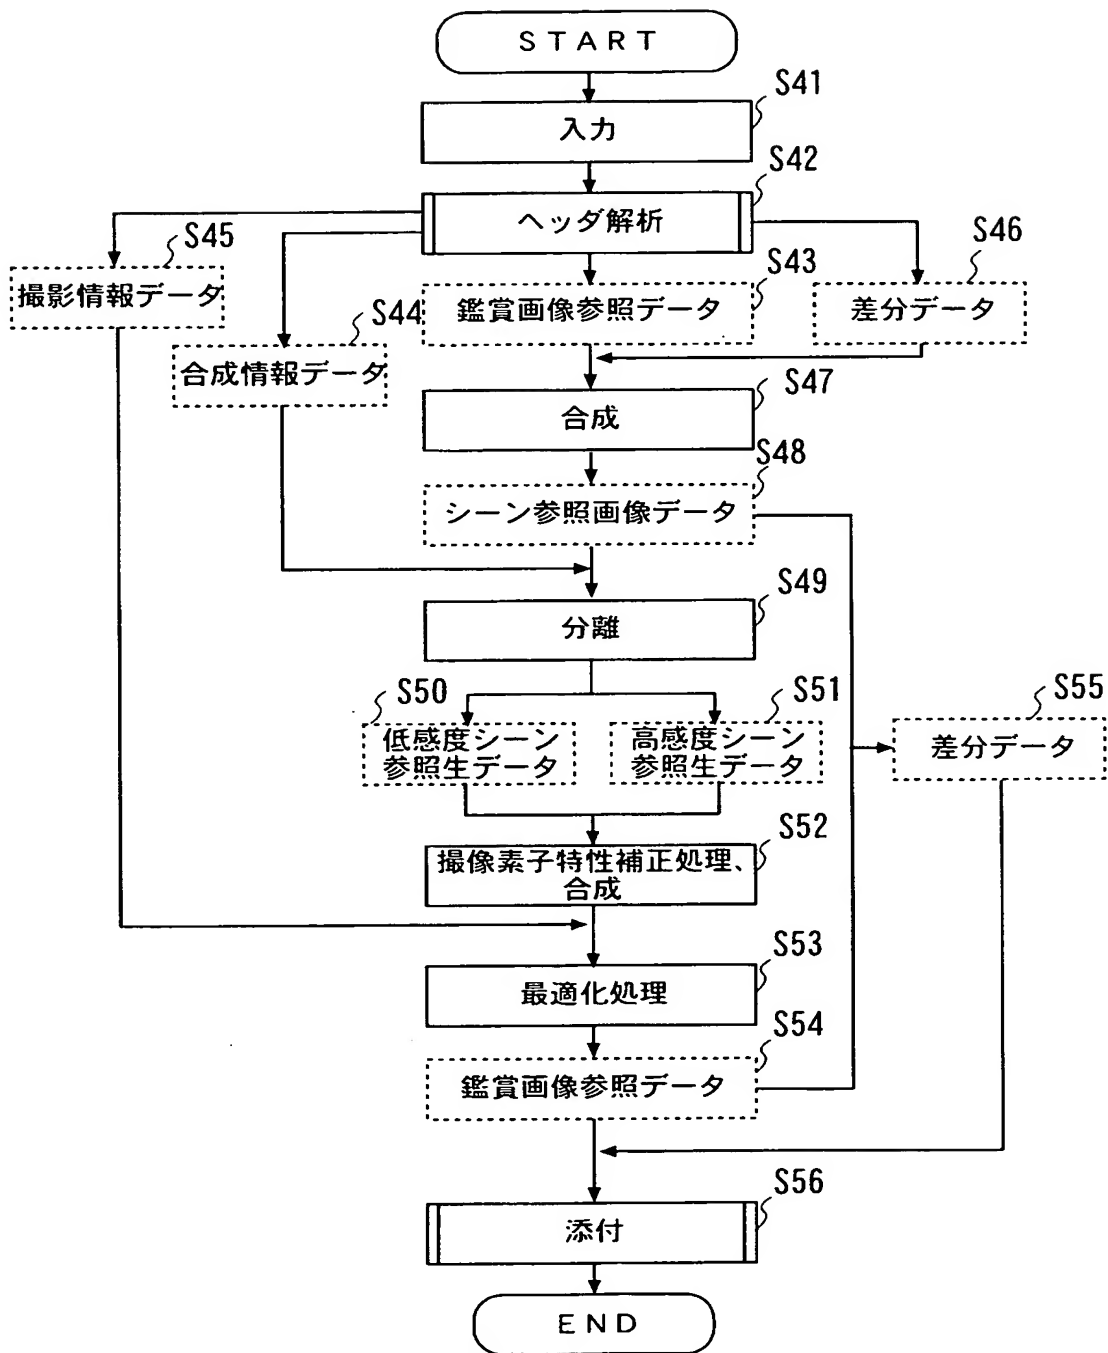 START
S41
入力
S42
ヘッダ解析
S45
撮影情報データ
S44
合成情報データ
S43
鑑賞画像参照データ
S46
差分データ
S47
合成
S48
シーン参照画像データ
S49
分離
S50
低感度シーン
参照生データ
S51
高感度シーン
参照生データ
S55
差分データ
S52
撮像素子特性補正処理、
合成
S53
最適化処理
S54
鑑賞画像参照データ
S56
添付
END